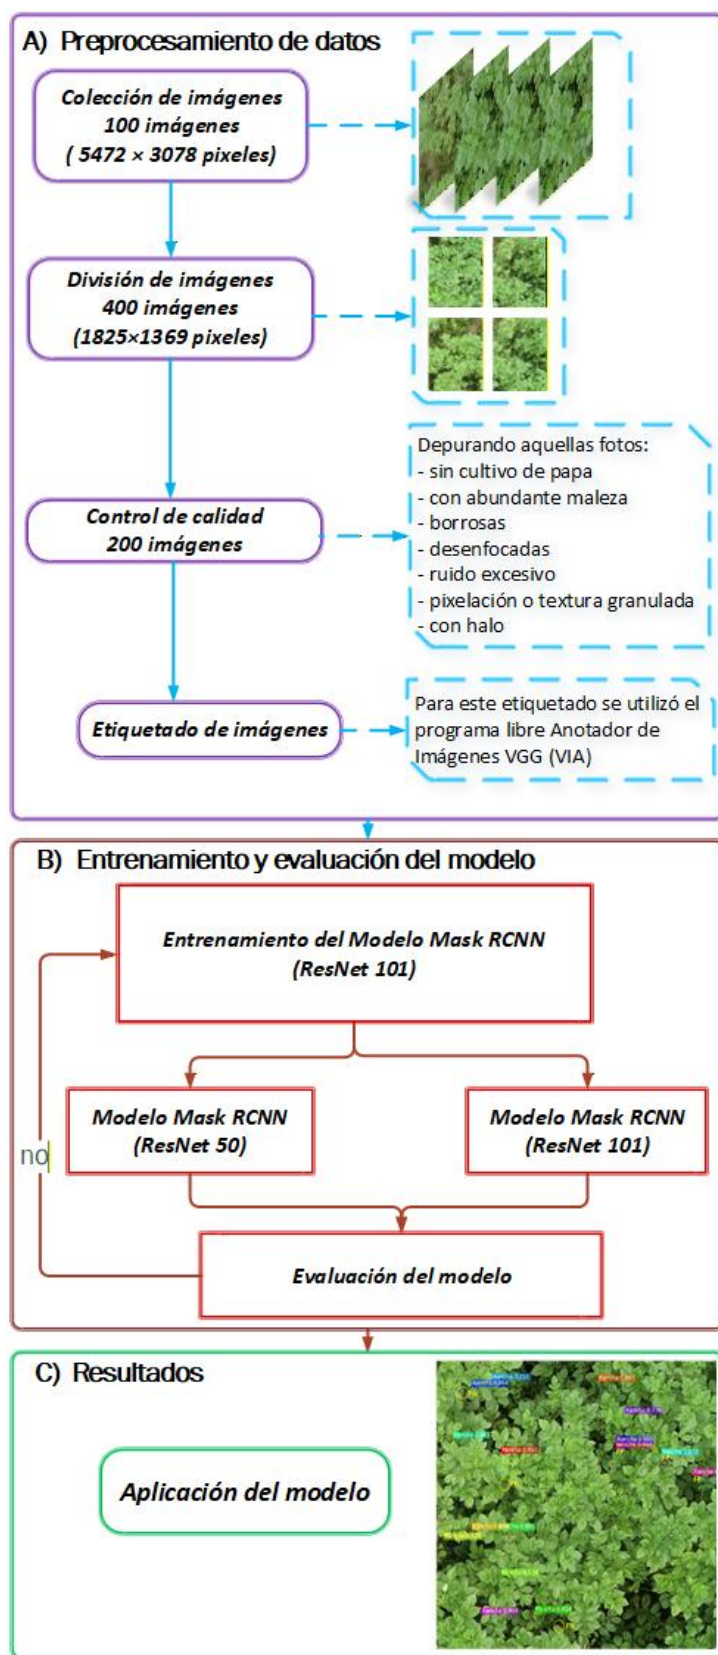 A) Preprocesamiento de datos
Colección de imágenes
100 imágenes
( 5472 × 3078 pixeles)
División de imágenes
400 imágenes
(1825×1369 pixeles)
Control de calidad
200 imágenes
Depurando aquellas fotos:
- sin cultivo de papa
- con abundante maleza
- borrosas
- desenfocadas
- ruido excesivo
- pixelación o textura granulada
- con halo
Etiquetado de imágenes
Para este etiquetado se utilizó el
programa libre Anotador de
Imágenes VGG (VIA)
B) Entrenamiento y evaluación del modelo
Entrenamiento del Modelo Mask RCNN
(ResNet 101)
Modelo Mask RCNN
(ResNet 50)
Modelo Mask RCNN
(ResNet 101)
no
Evaluación del modelo
C) Resultados
Aplicación del modelo